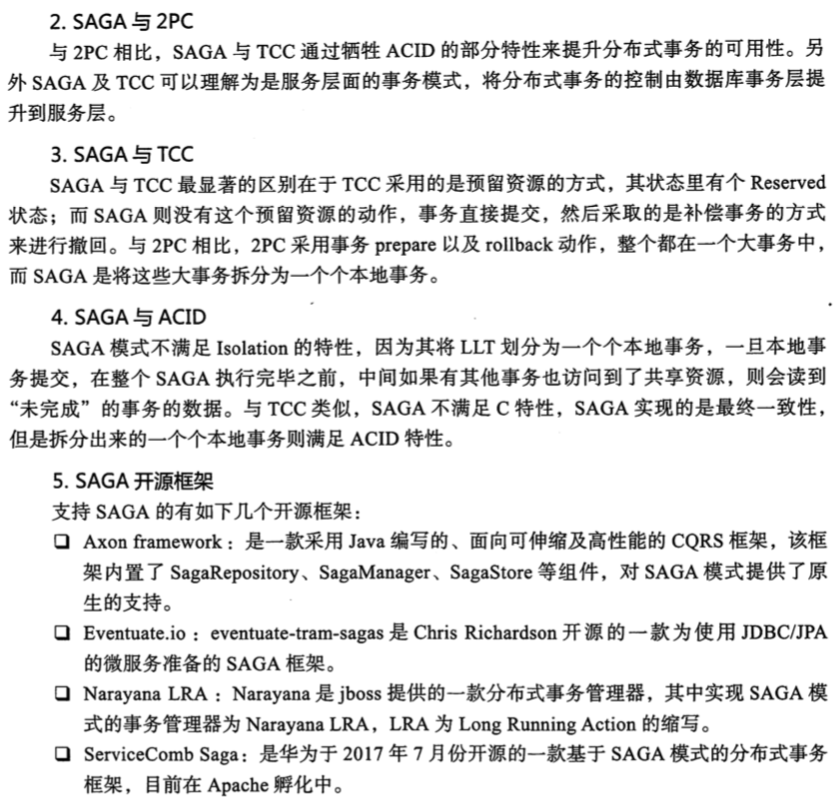 2. SAGA 与 2PC
与 2PC 相比，SAGA 与 TCC 通过牺牲 ACID 的部分特性来提升分布式事务的可用性。另
外 SAGA 及 TCC 可以理解为是服务层面的事务模式，将分布式事务的控制由数据库事务层提
升到服务层。
3. SAGA 与 TCC
SAGA 与 TCC 最显著的区别在于 TCC 采用的是预留资源的方式，其状态里有个 Reserved
状态；而 SAGA 则没有这个预留资源的动作，事务直接提交，然后采取的是补偿事务的方式
来进行撤回。与 2PC 相比，2PC 采用事务 prepare 以及 rollback 动作，整个都在一个大事务中，
而 SAGA 是将这些大事务拆分为一个个本地事务。
4. SAGA 与 ACID
SAGA 模式不满足 Isolation 的特性，因为其将 LLT 划分为一个个本地事务，一旦本地事
务提交，在整个 SAGA 执行完毕之前，中间如果有其他事务也访问到了共享资源，则会读到
“未完成”的事务的数据。与 TCC 类似，SAGA 不满足 C 特性，SAGA 实现的是最终一致性，
但是拆分出来的一个个本地事务则满足 ACID 特性。
5. SAGA 开源框架
支持 SAGA 的有如下几个开源框架：
❑ Axon framework：是一款采用 Java 编写的、面向可伸缩及高性能的 CQRS 框架，该框
架内置了 SagaRepository、SagaManager、SagaStore 等组件，对 SAGA 模式提供了原
生的支持。
❑ Eventuate.io：eventuate-tram-sagas 是 Chris Richardson 开源的一款为使用 JDBC/JPA
的微服务准备的 SAGA 框架。
❑ Narayana LRA：Narayana 是 jboss 提供的一款分布式事务管理器，其中实现 SAGA 模
式的事务管理器为 Narayana LRA，LRA 为 Long Running Action 的缩写。
❑ ServiceComb Saga：是华为于 2017 年 7 月份开源的一款基于 SAGA 模式的分布式事务
框架，目前在 Apache 孵化中。